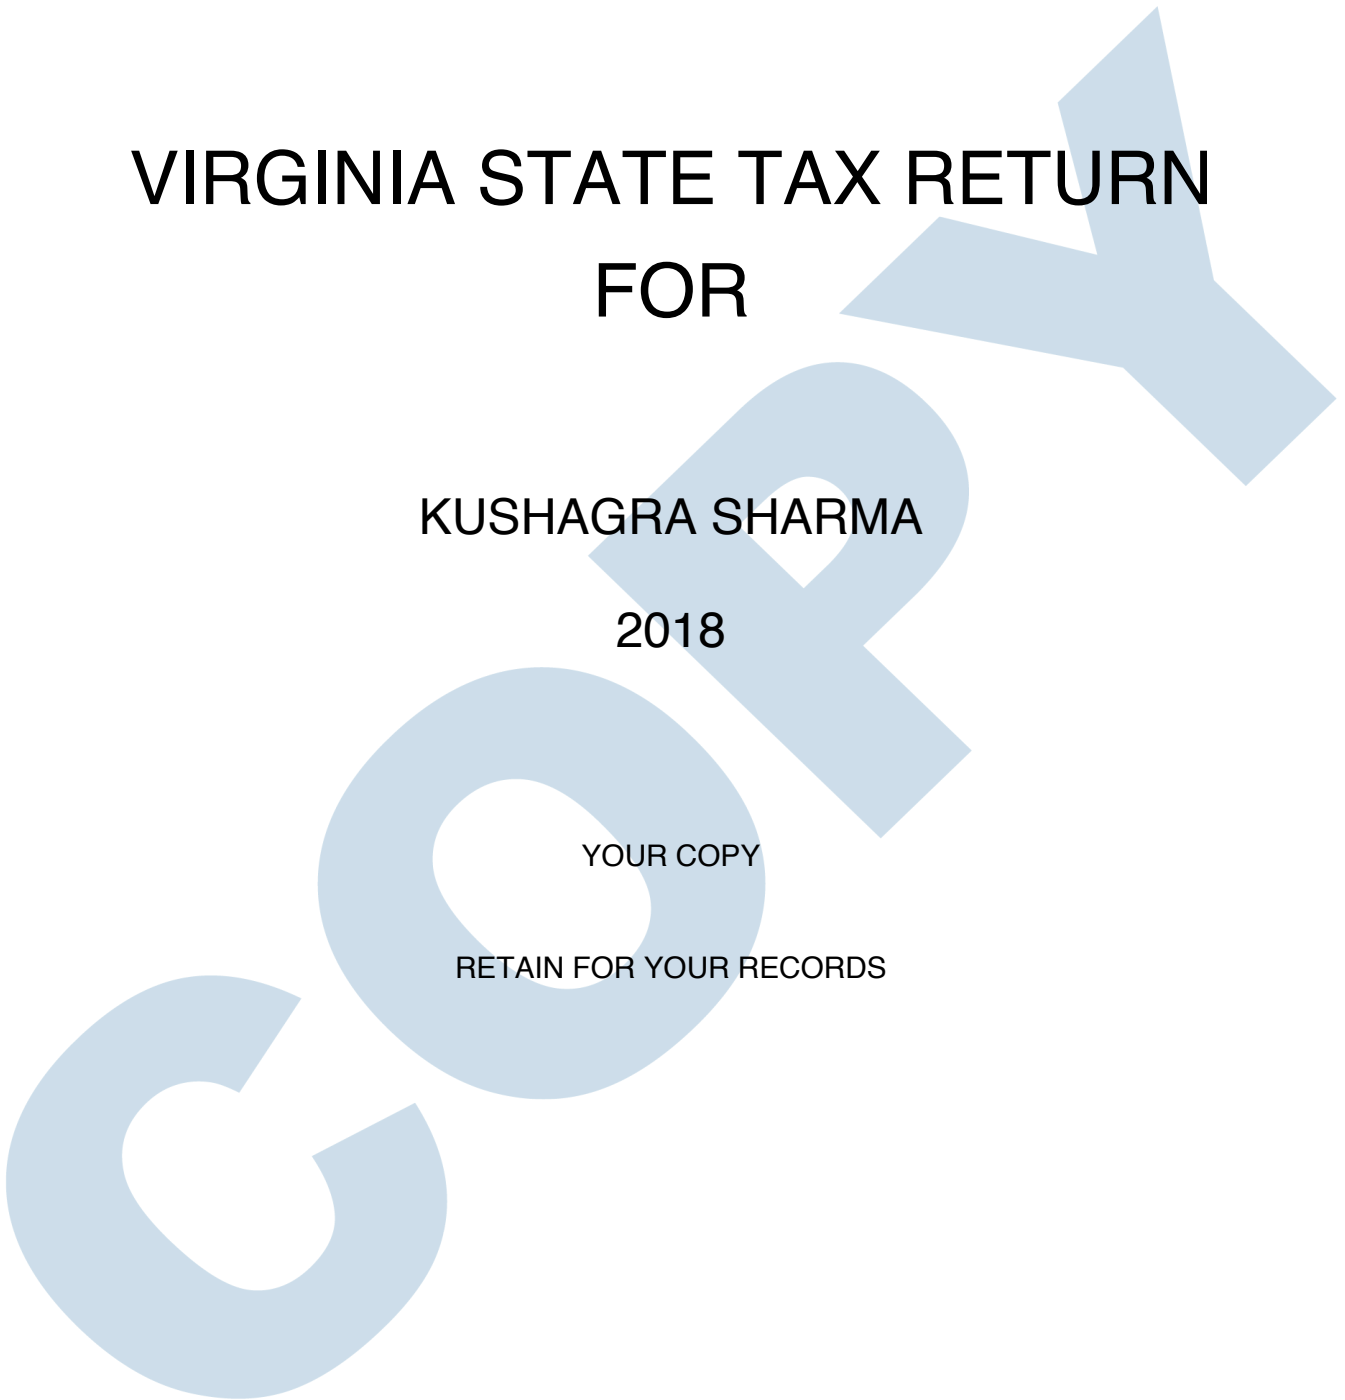 VIRGINIA STATE TAX RETURN
FOR
KUSHAGRA SHARMA
2018
YOUR COPY
RETAIN FOR YOUR RECORDS
COPY